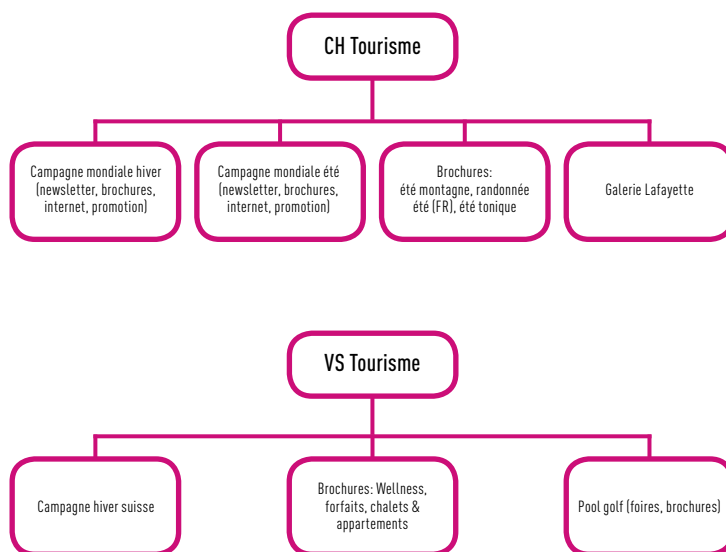 CH Tourisme
Campagne mondiale hiver
(newsletter, brochures,
internet, promotion)
Campagne mondiale été
(newsletter, brochures,
internet, promotion)
Brochures:
été montagne, randonnée
été (FR), été tonique
Galerie Lafayette
VS Tourisme
Campagne hiver suisse
Brochures: Wellness,
forfaits, chalets &
appartements
Pool golf (foires, brochures)